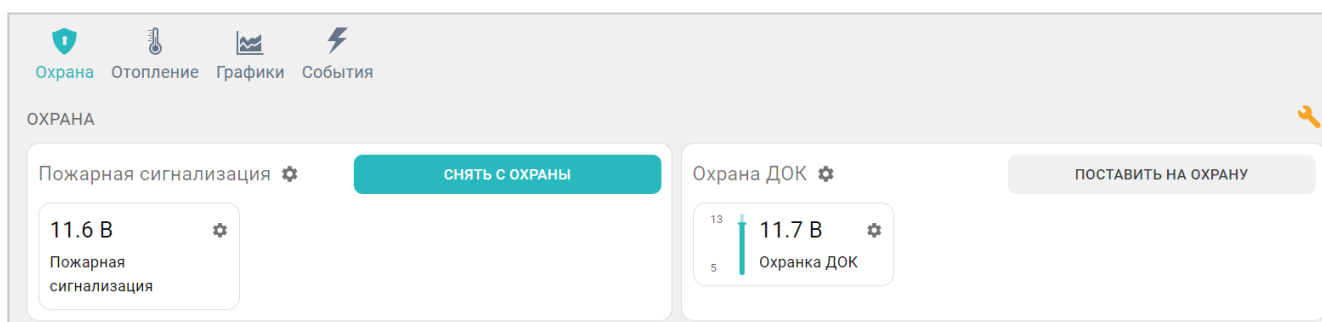 Охрана Отопление Графики События
ОХРАНА
Пожарная сигнализация СНЯТЬ С ОХРАНЫ
11.6 В
Пожарная
сигнализация
Охрана ДОК ПОСТАВИТЬ НА ОХРАНУ
13
11.7 В
5
Охранка ДОК